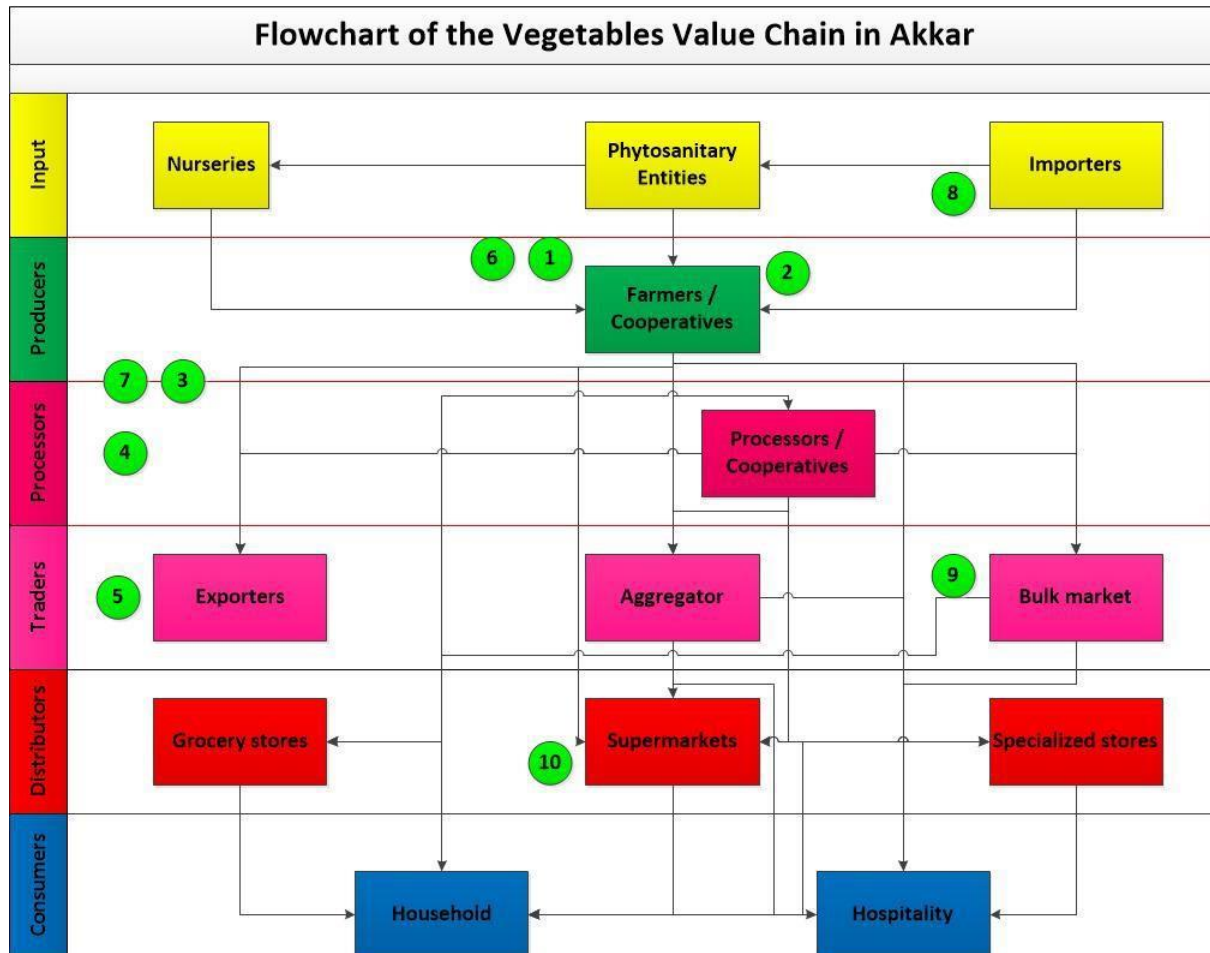 Flowchart of the Vegetables Value Chain in Akkar
Input
Nurseries
Phytosanitary
Entities
Importers
8
Producers
6
1
2
Farmers /
Cooperatives
7
3
Processors
4
Processors /
Cooperatives
Traders
5
Exporters
Aggregator
9
Bulk market
Distributors
Grocery stores
10
Supermarkets
Specialized stores
Consumers
Household
Hospitality